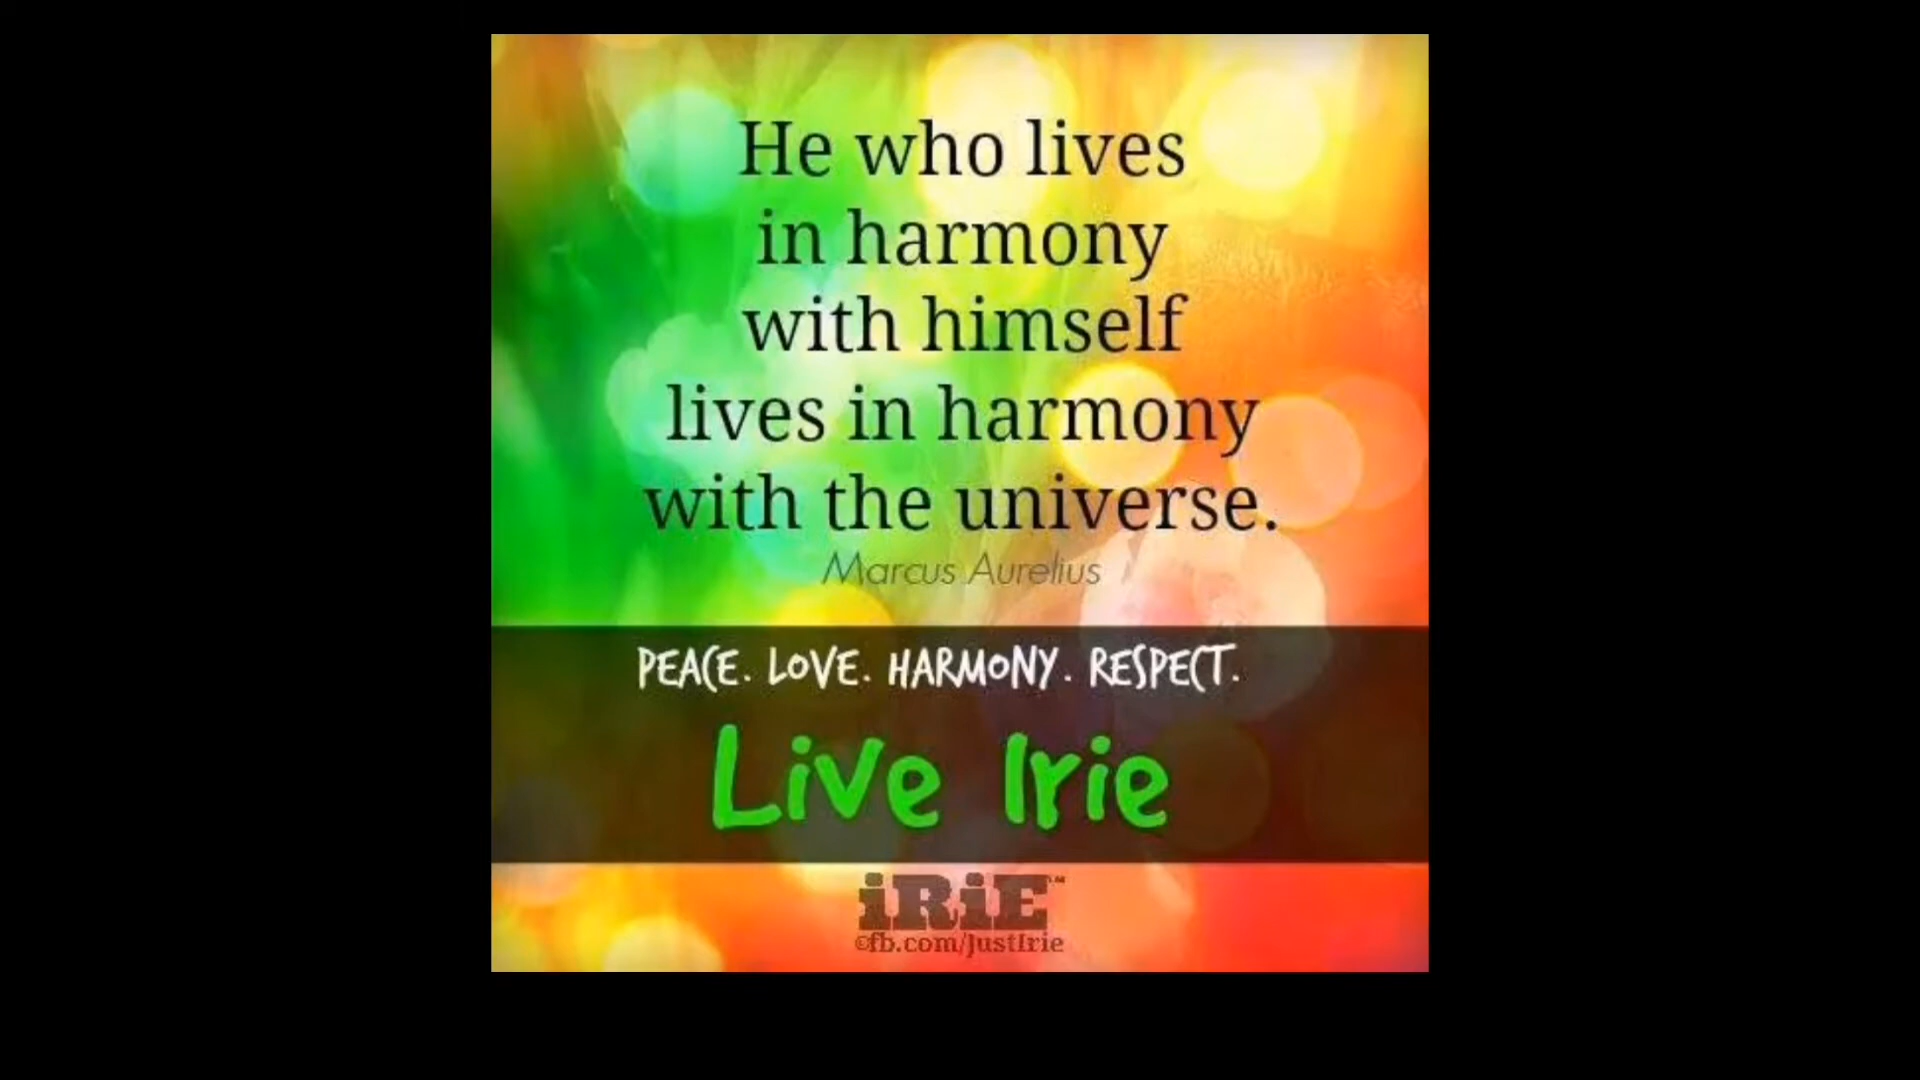 He who lives
in harmony
with himself
lives in harmony
with the universe.
Marcus Aurelius
PEACE. LOVE. HARMONY. RESPECT.
Live Irie
iRiE™
©fb.com/JustIrie